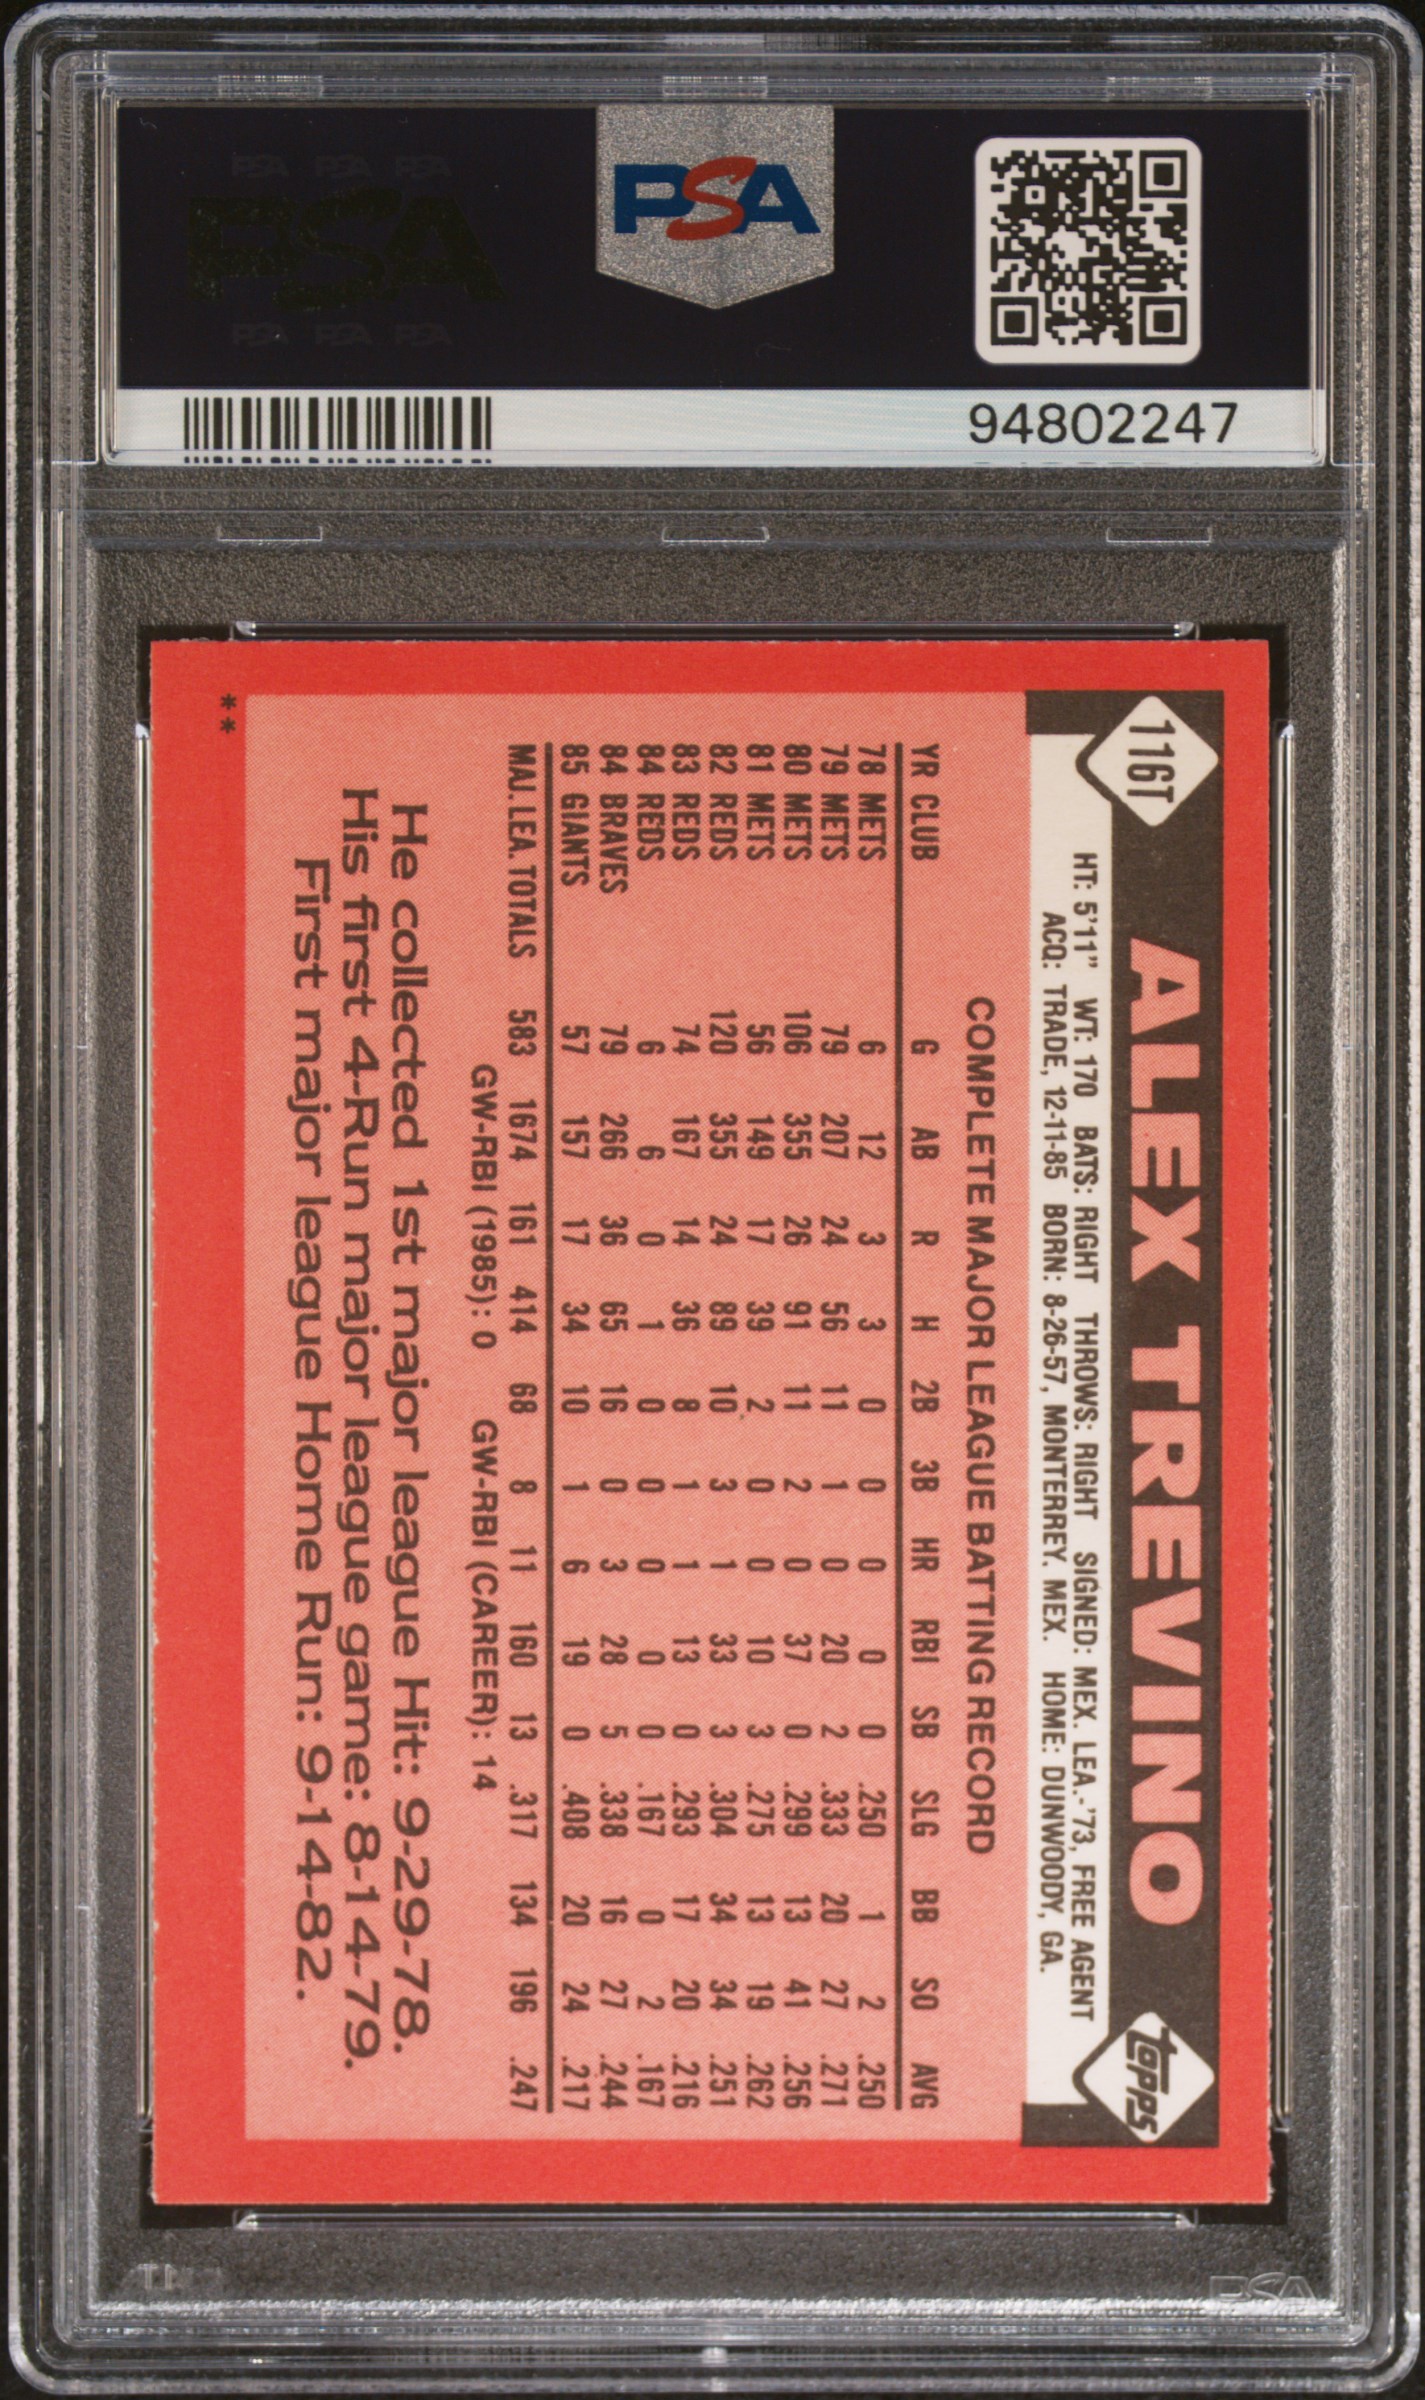 PSA PSA PSA
PSA
PSA PSA PSA
PSA
94802247
116T
ALEX TREVINO
topps
HT: 5'11" WT: 170 BATS: RIGHT THROWS: RIGHT SIGNED: MEX. LEA.-'73, FREE AGENT
ACQ: TRADE, 12-11-85 BORN: 8-26-57, MONTERREY, MEX. HOME: DUNWOODY, GA.
COMPLETE MAJOR LEAGUE BATTING RECORD
YR CLUB G AB R H 2B 3B HR RBI SB SLG BB SO AVG
78 METS 6 12 3 3 0 0 0 0 0 .250 1 2 .250
79 METS 79 207 24 56 11 1 0 20 2 .333 20 27 .271
80 METS 106 355 26 91 11 2 0 37 0 .299 13 41 .256
81 METS 56 149 17 39 2 0 0 10 3 .275 13 19 .262
82 REDS 120 355 24 89 10 3 1 33 3 .304 34 34 .251
83 REDS 74 167 14 36 8 1 1 13 0 .293 17 20 .216
84 REDS 6 6 0 1 0 0 0 0 0 .167 0 2 .167
84 BRAVES 79 266 36 65 16 0 3 28 5 .338 16 27 .244
85 GIANTS 57 157 17 34 10 1 6 19 0 .408 20 24 .217
MAJ. LEA. TOTALS 583 1674 161 414 68 8 11 160 13 .317 134 196 .247
GW-RBI (1985): 0 GW-RBI (CAREER): 14
He collected 1st major league Hit: 9-29-78.
His first 4-Run major league game: 8-14-79.
First major league Home Run: 9-14-82.
**
PSA